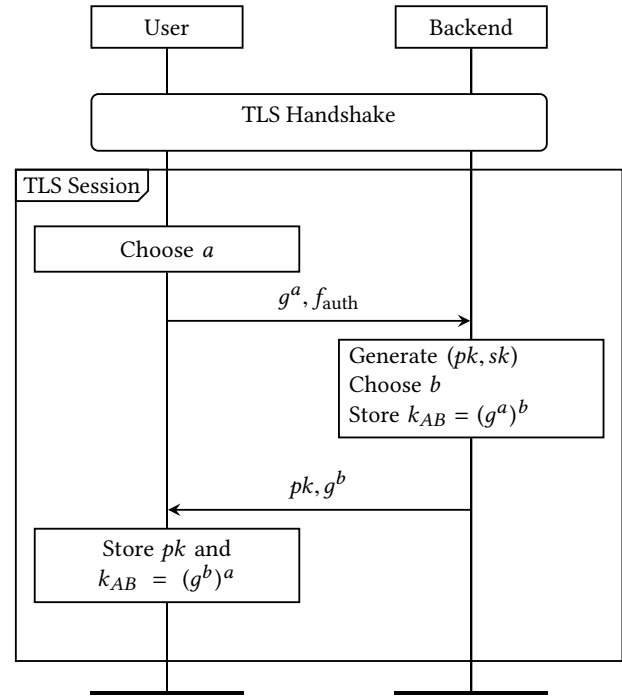 User
Backend
TLS Handshake
TLS Session
Choose a
g^a, f_auth
Generate (pk, sk)
Choose b
Store k_AB = (g^a)^b
pk, g^b
Store pk and
k_AB = (g^b)^a